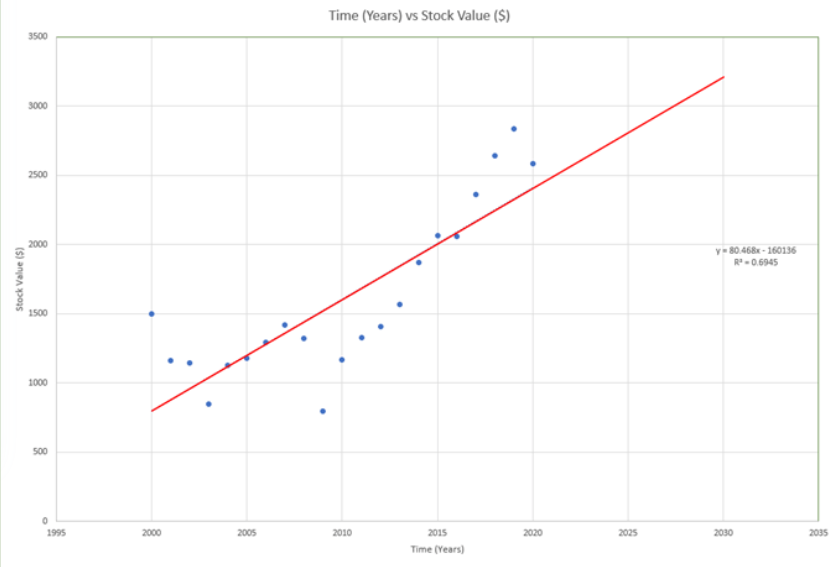 Time (Years) vs Stock Value ($)
3500
3000
2500
2000
1500
1000
500
0
Stock Value ($)
y = 80.468x - 160136
R² = 0.6945
1995 2000 2005 2010 2015 2020 2025 2030 2035
Time (Years)